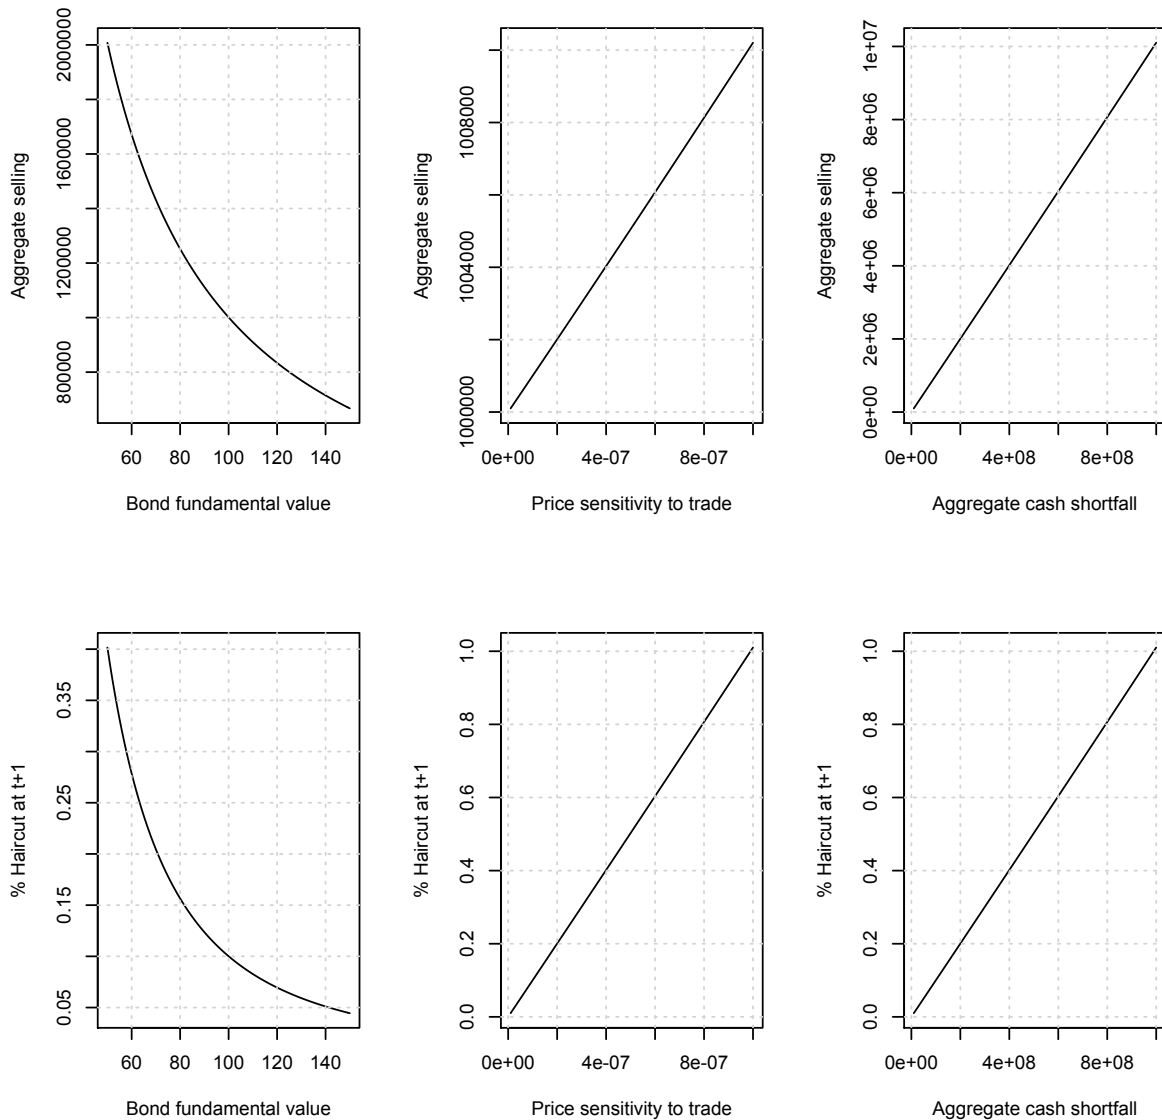 Aggregate selling
800000 1200000 1600000 2000000
60 80 100 120 140
Bond fundamental value
Aggregate selling
1000000 1004000 1008000
0e+00 4e-07 8e-07
Price sensitivity to trade
Aggregate selling
0e+00 2e+06 4e+06 6e+06 8e+06 1e+07
0e+00 4e+08 8e+08
Aggregate cash shortfall
% Haircut at t+1
0.05 0.15 0.25 0.35
60 80 100 120 140
Bond fundamental value
% Haircut at t+1
0.0 0.2 0.4 0.6 0.8 1.0
0e+00 4e-07 8e-07
Price sensitivity to trade
% Haircut at t+1
0.0 0.2 0.4 0.6 0.8 1.0
0e+00 4e+08 8e+08
Aggregate cash shortfall